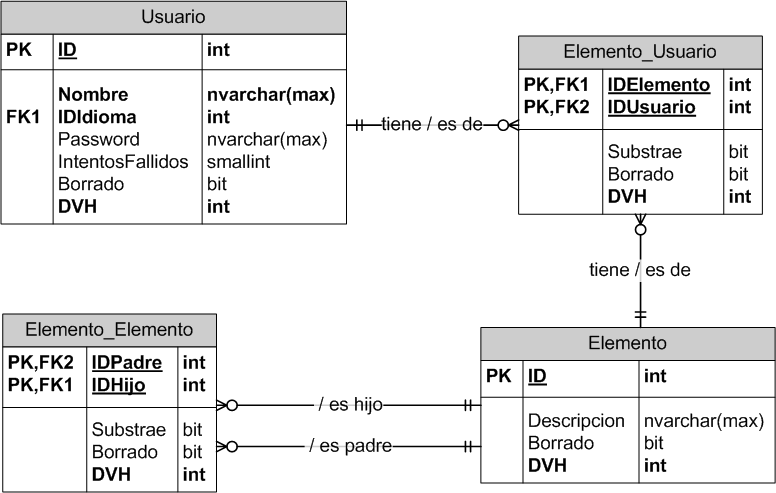 Usuario
PK ID int
Nombre nvarchar(max)
FK1 IDIdioma int
Password nvarchar(max)
IntentosFallidos smallint
Borrado bit
DVH int
tiene / es de
Elemento_Usuario
PK,FK1 IDElemento int
PK,FK2 IDUsuario int
Substrae bit
Borrado bit
DVH int
tiene / es de
Elemento_Elemento
PK,FK2 IDPadre int
PK,FK1 IDHijo int
Substrae bit
Borrado bit
DVH int
/ es hijo
/ es padre
Elemento
PK ID int
Descripcion nvarchar(max)
Borrado bit
DVH int